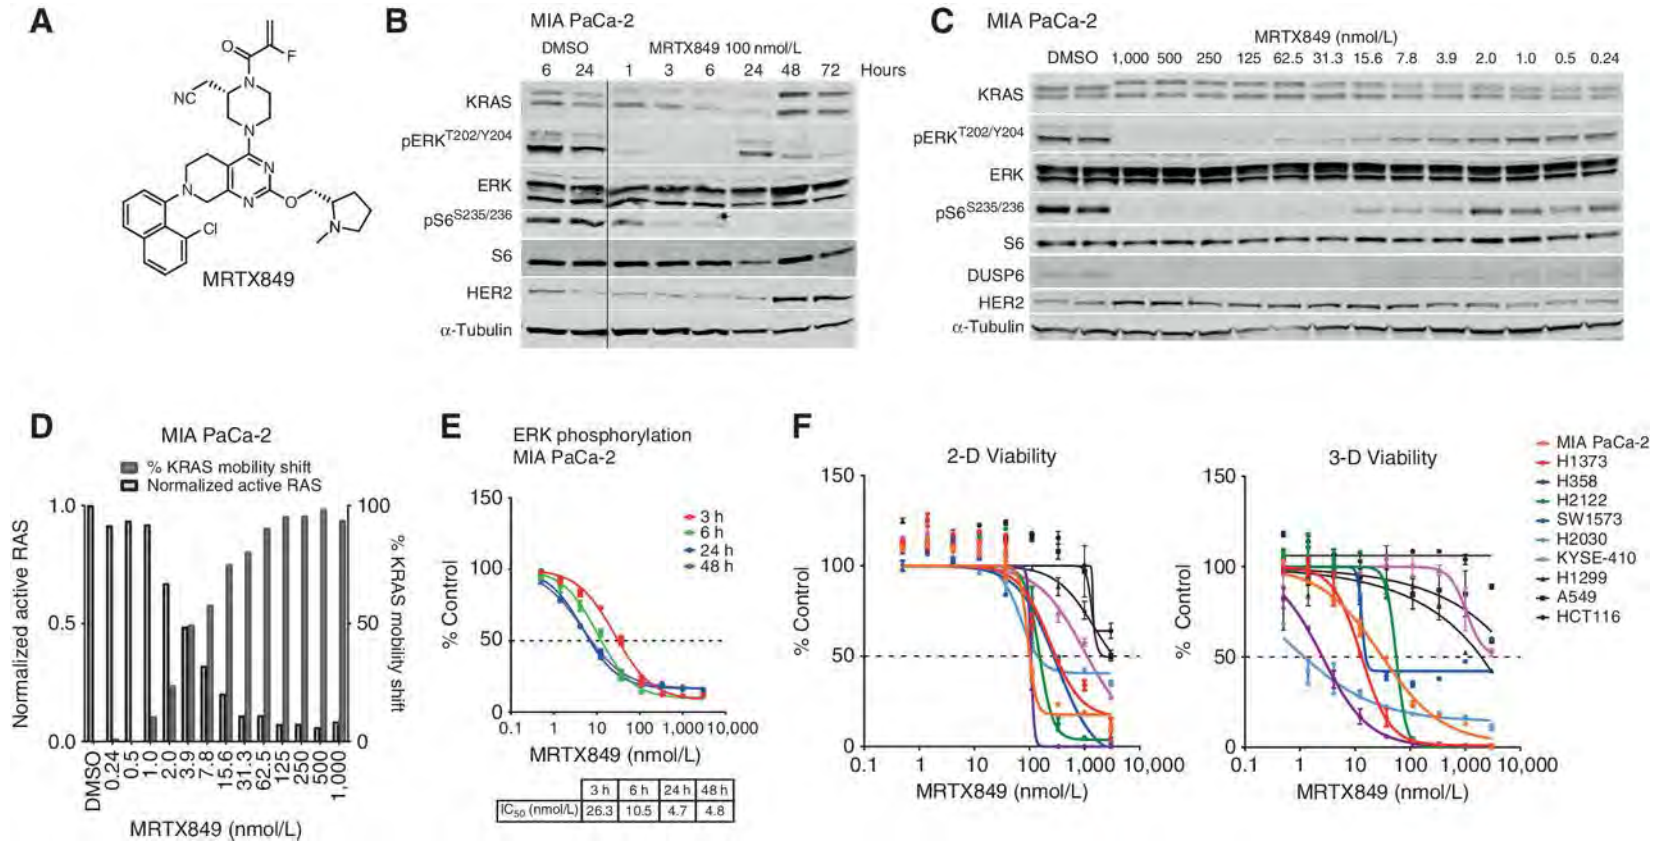 A
O
F
N
NC
N
N
N
N
O
N
Cl
MRTX849
B
MIA PaCa-2
DMSO
MRTX849 100 nmol/L
6 24 1 3 6 24 48 72 Hours
KRAS
pERKT202/Y204
ERK
pS6S235/236
S6
HER2
α-Tubulin
C
MIA PaCa-2
MRTX849 (nmol/L)
DMSO 1,000 500 250 125 62.5 31.3 15.6 7.8 3.9 2.0 1.0 0.5 0.24
KRAS
pERKT202/Y204
ERK
pS6S235/236
S6
DUSP6
HER2
α-Tubulin
D
MIA PaCa-2
% KRAS mobility shift
Normalized active RAS
Normalized active RAS
1.0
0.5
0.0
100
50
0
% KRAS mobility
shift
DMSO
0.24
0.5
1.0
2.0
3.9
7.8
15.6
31.3
62.5
125
250
500
1,000
MRTX849 (nmol/L)
E
ERK phosphorylation
MIA PaCa-2
150
100
50
0
% Control
3 h
6 h
24 h
48 h
0.1 1 10 100 1,000 10,000
MRTX849 (nmol/L)
3 h 6 h 24 h 48 h
IC50 (nmol/L) 26.3 10.5 4.7 4.8
F
2-D Viability
150
100
50
0
% Control
0.1 1 10 100 1,000 10,000
MRTX849 (nmol/L)
3-D Viability
150
100
50
0
% Control
0.1 1 10 100 1,000 10,000
MRTX849 (nmol/L)
MIA PaCa-2
H1373
H358
H2122
SW1573
H2030
KYSE-410
H1299
A549
HCT116